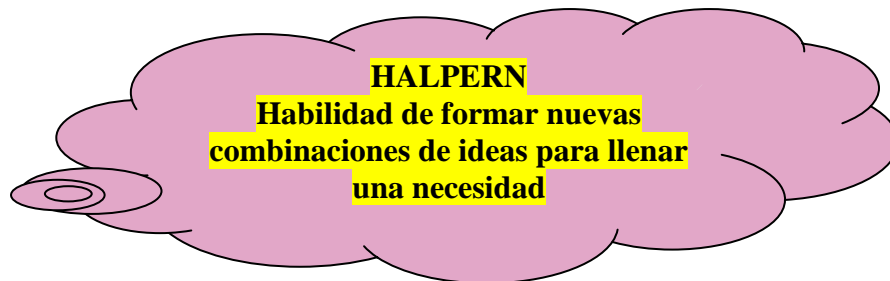 HALPERN
Habilidad de formar nuevas
combinaciones de ideas para llenar
una necesidad